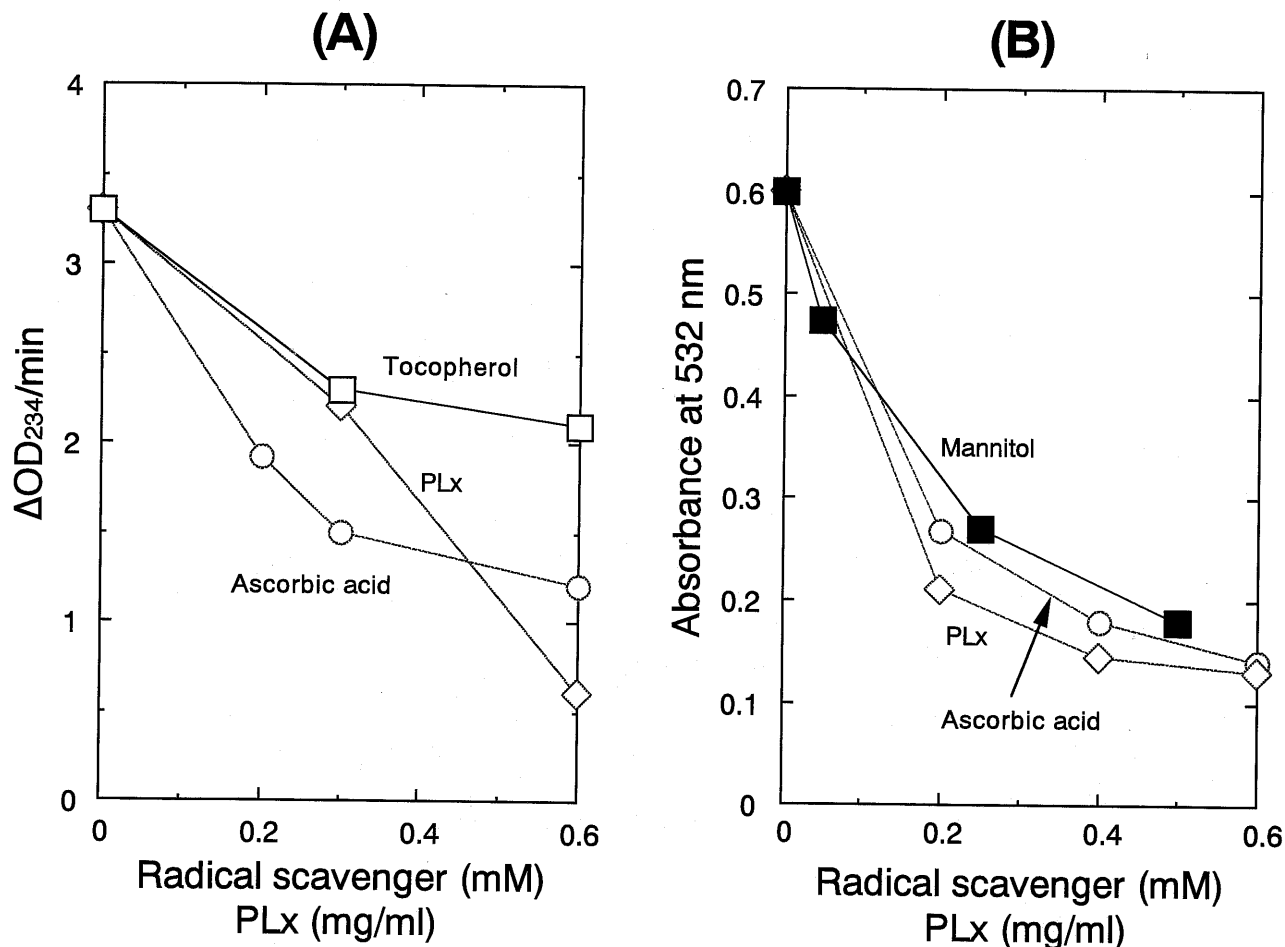 (A)
4
3
2
1
0
ΔOD234/min
Tocopherol
PLx
Ascorbic acid
0 0.2 0.4 0.6
Radical scavenger (mM)
PLx (mg/ml)
(B)
0.7
0.6
0.5
0.4
0.3
0.2
0.1
0
Absorbance at 532 nm
Mannitol
PLx
Ascorbic acid
0 0.2 0.4 0.6
Radical scavenger (mM)
PLx (mg/ml)